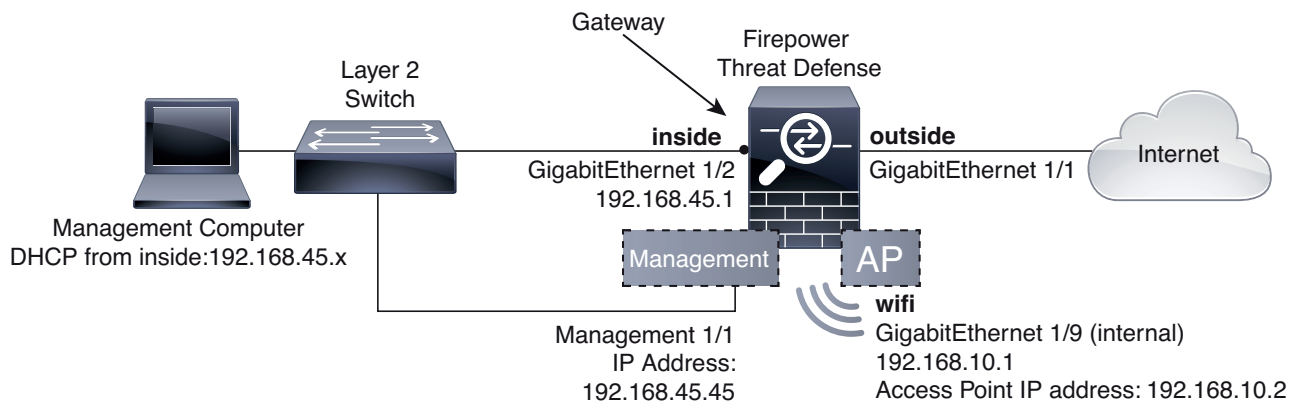 Gateway
Firepower
Threat Defense
Layer 2
Switch
inside
outside
GigabitEthernet 1/2
192.168.45.1
GigabitEthernet 1/1
Internet
Management Computer
DHCP from inside:192.168.45.x
Management
AP
wifi
Management 1/1
IP Address:
192.168.45.45
GigabitEthernet 1/9 (internal)
192.168.10.1
Access Point IP address: 192.168.10.2